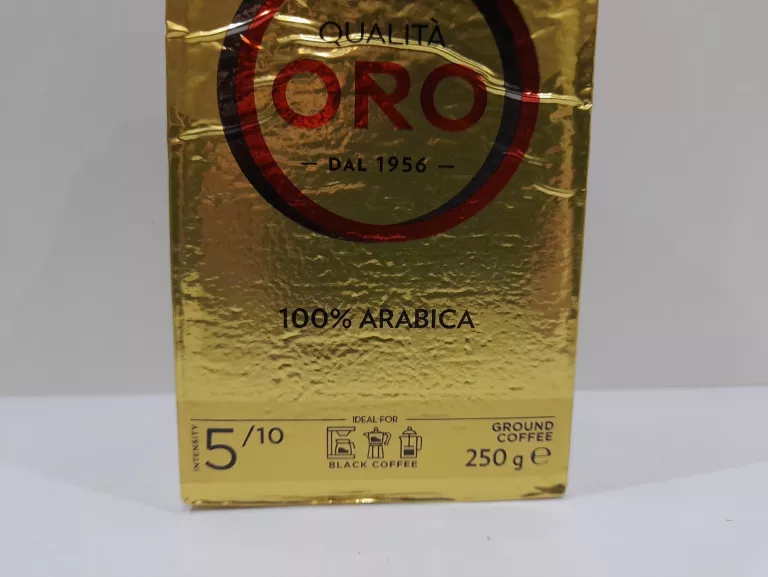 QUALITÀ
ORO
— DAL 1956 —
100% ARABICA
INTENSITY
5/10
IDEAL FOR
BLACK COFFEE
GROUND
COFFEE
250 g ℮